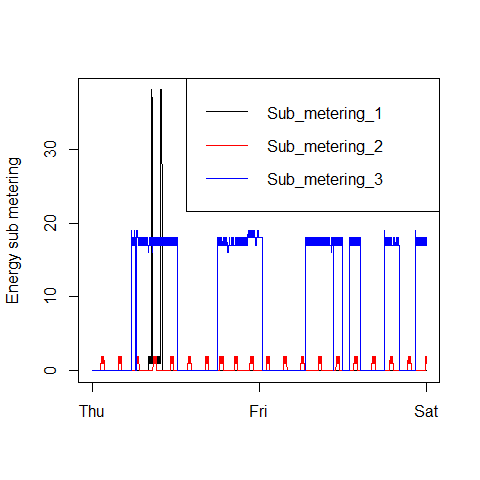 Sub_metering_1
Sub_metering_2
Sub_metering_3
Energy sub metering
30
20
10
0
Thu
Fri
Sat